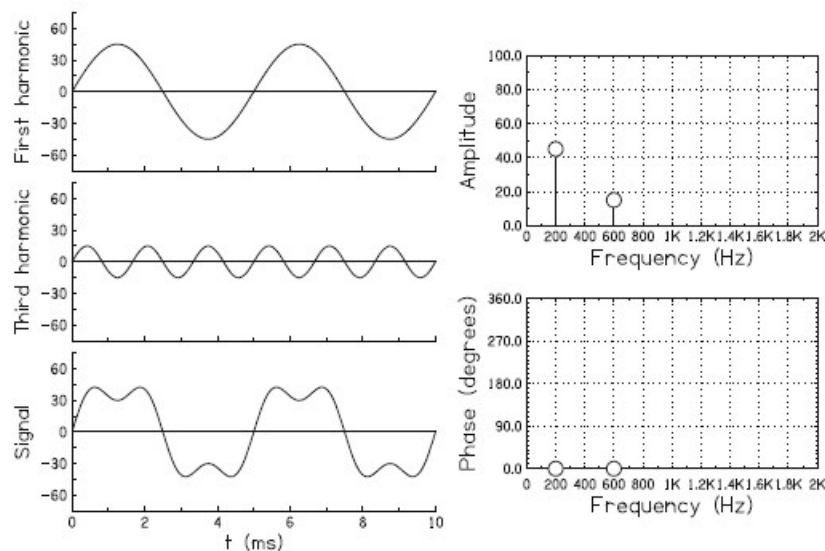 First harmonic
60
30
0
-30
-60
Third harmonic
60
30
0
-30
-60
Signal
60
30
0
-30
-60
0 2 4 6 8 10
t (ms)
Amplitude
100.0
80.0
60.0
40.0
20.0
0.0
0 200 400 600 800 1K 1.2K 1.4K 1.6K 1.8K 2K
Frequency (Hz)
Phase (degrees)
360.0
270.0
180.0
90.0
0.0
0 200 400 600 800 1K 1.2K 1.4K 1.6K 1.8K 2K
Frequency (Hz)